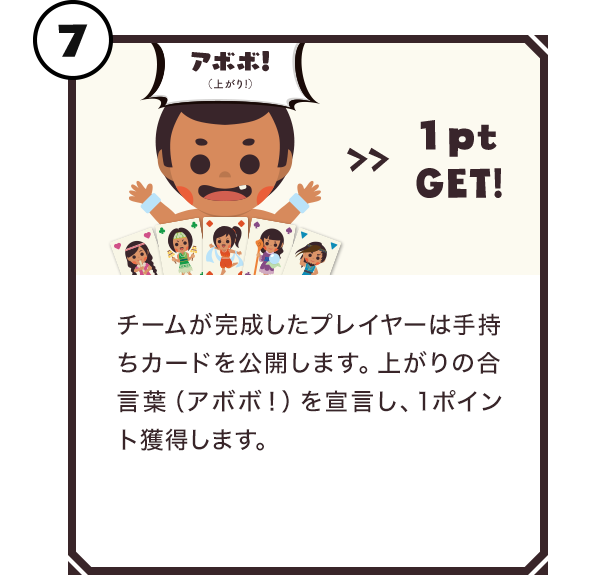 7
アボボ!
（上がり!）
>>
1pt
GET!
チームが完成したプレイヤーは手持
ちカードを公開します。上がりの合
言葉（アボボ！）を宣言し、1ポイン
ト獲得します。